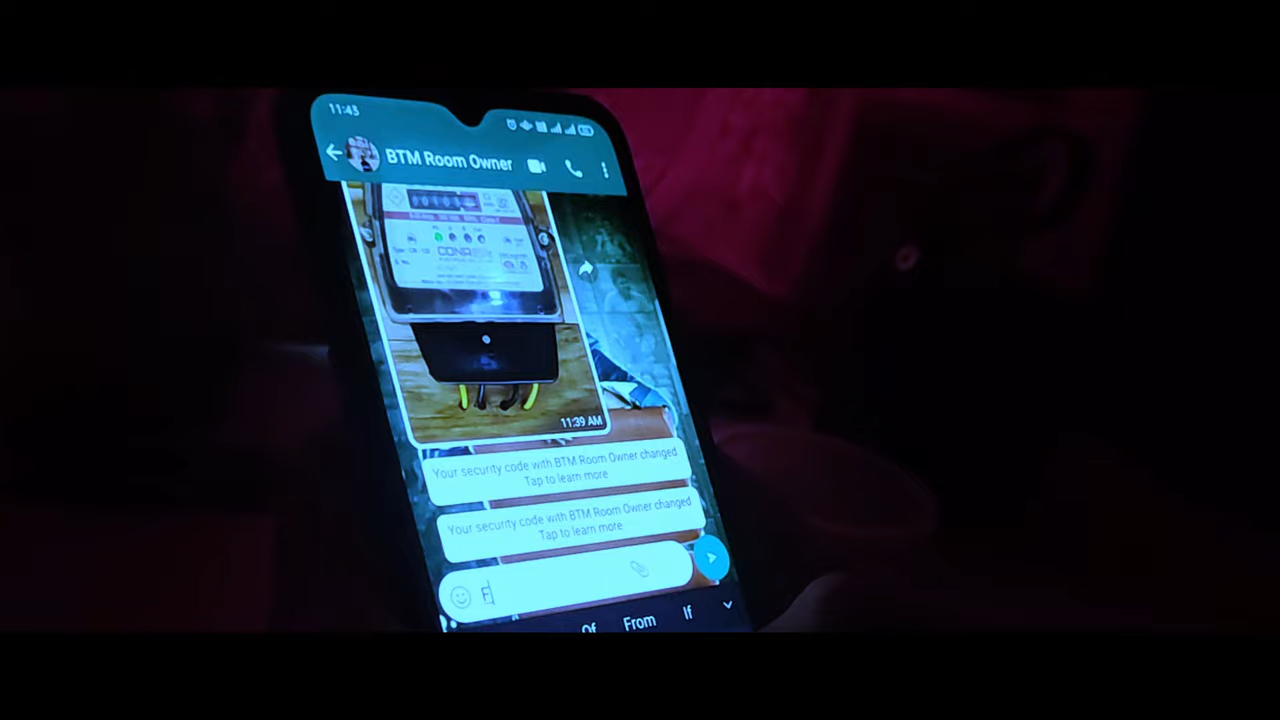 11:45
BTM Room Owner
11:39 AM
Your security code with BTM Room Owner changed
Tap to learn more
Your security code with BTM Room Owner changed
Tap to learn more
F
Of From If